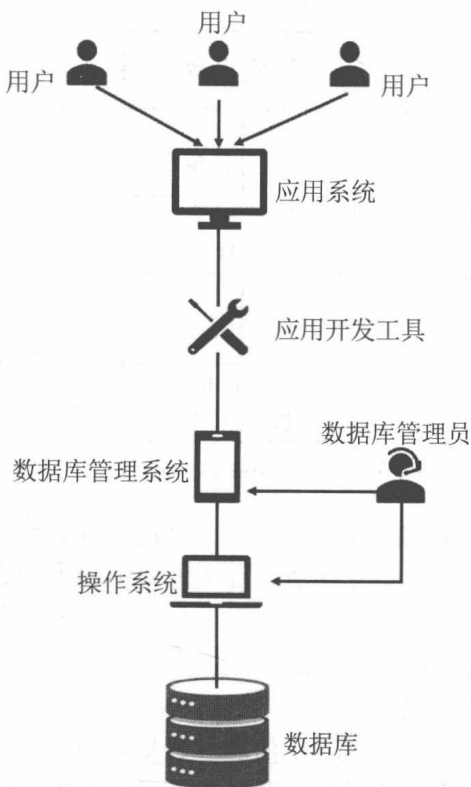 用户
用户
用户
应用系统
应用开发工具
数据库管理员
数据库管理系统
操作系统
数据库